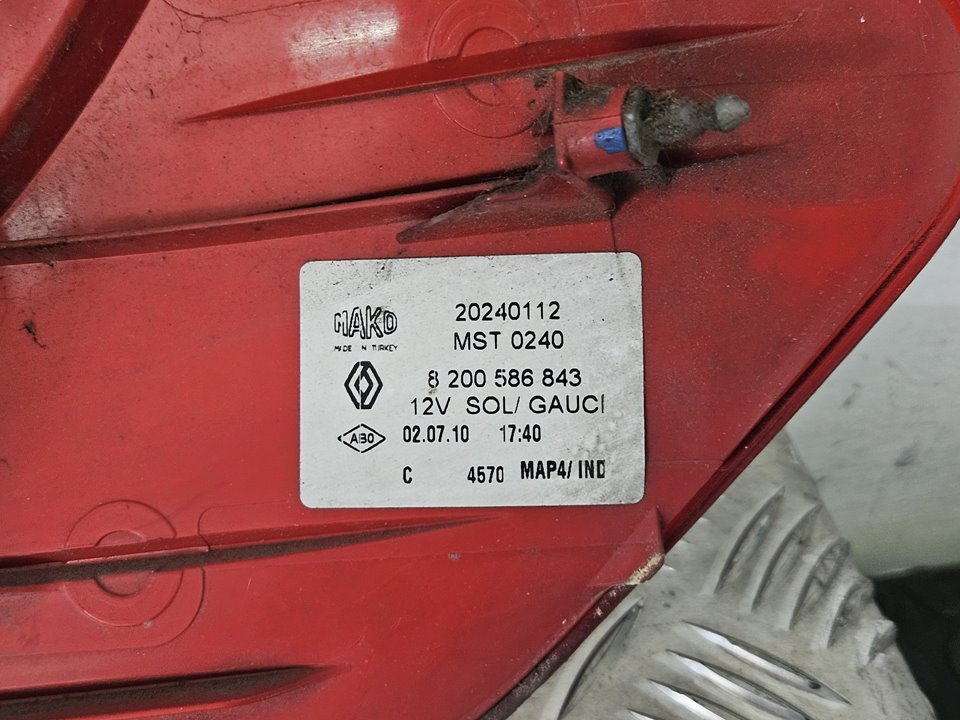 MAKO
MADE IN TURKEY
20240112
MST 0240
8 200 586 843
12V SOL/ GAUCI
AB0
02.07.10 17:40
C 4570 MAP4/ IND